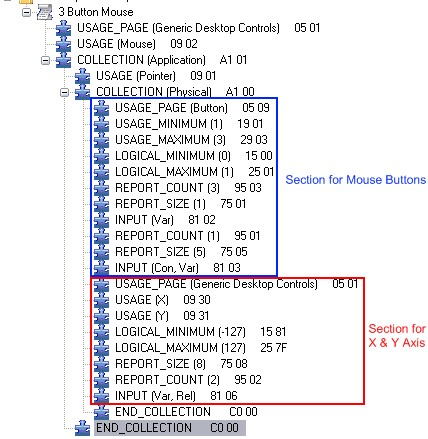 3 Button Mouse
USAGE_PAGE (Generic Desktop Controls) 05 01
USAGE (Mouse) 09 02
COLLECTION (Application) A1 01
USAGE (Pointer) 09 01
COLLECTION (Physical) A1 00
USAGE_PAGE (Button) 05 09
USAGE_MINIMUM (1) 19 01
USAGE_MAXIMUM (3) 29 03
LOGICAL_MINIMUM (0) 15 00
LOGICAL_MAXIMUM (1) 25 01
REPORT_COUNT (3) 95 03
REPORT_SIZE (1) 75 01
INPUT (Var) 81 02
REPORT_COUNT (1) 95 01
REPORT_SIZE (5) 75 05
INPUT (Con, Var) 81 03
Section for Mouse Buttons
USAGE_PAGE (Generic Desktop Controls) 05 01
USAGE (X) 09 30
USAGE (Y) 09 31
LOGICAL_MINIMUM (-127) 15 81
LOGICAL_MAXIMUM (127) 25 7F
REPORT_SIZE (8) 75 08
REPORT_COUNT (2) 95 02
INPUT (Var, Rel) 81 06
Section for
X & Y Axis
END_COLLECTION C0 00
END_COLLECTION C0 00